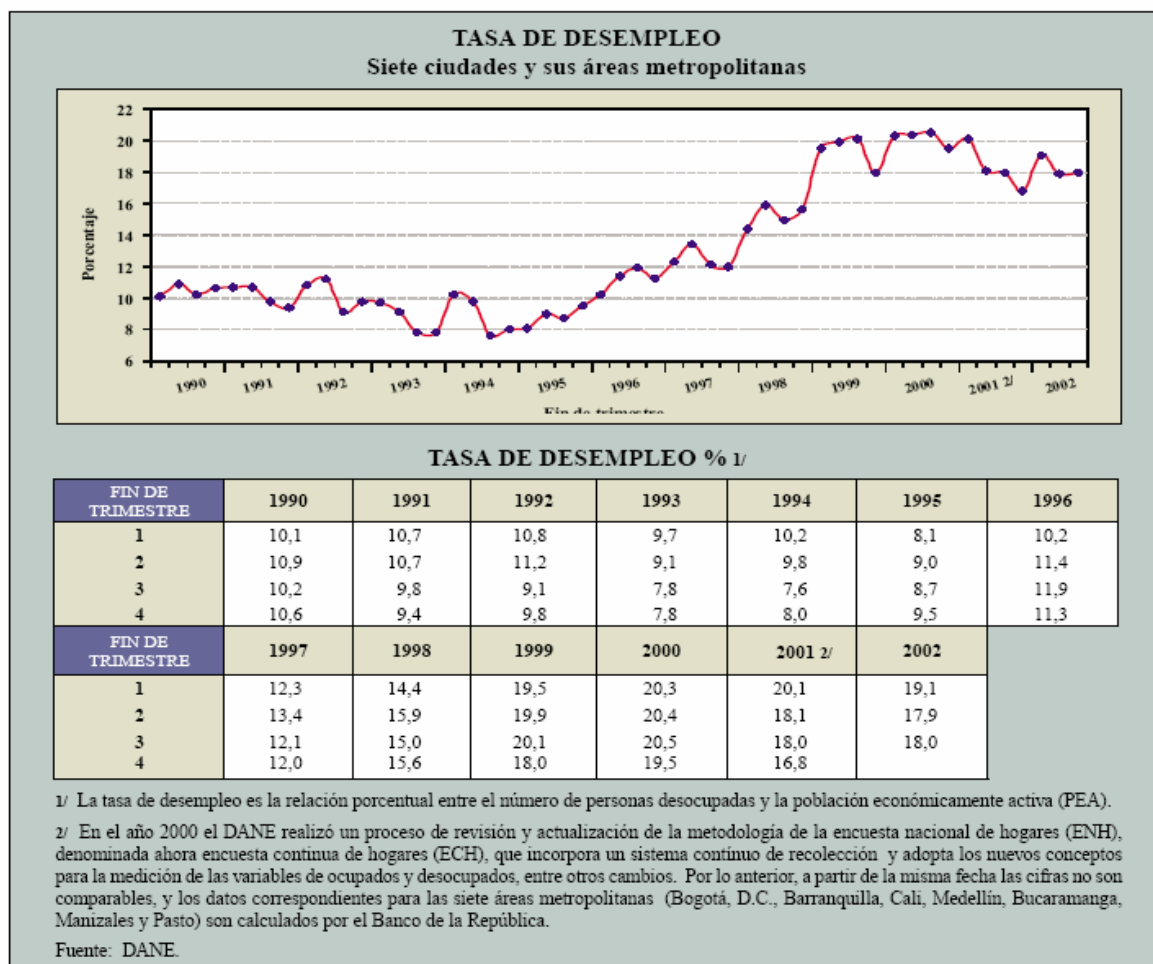 TASA DE DESEMPLEO
Siete ciudades y sus áreas metropolitanas
Porcentaje
22
20
18
16
14
12
10
8
6
1990 1991 1992 1993 1994 1995 1996 1997 1998 1999 2000 2001 2/ 2002
Fin de trimestre
TASA DE DESEMPLEO % 1/
FIN DE TRIMESTRE 1990 1991 1992 1993 1994 1995 1996
1 10,1 10,7 10,8 9,7 10,2 8,1 10,2
2 10,9 10,7 11,2 9,1 9,8 9,0 11,4
3 10,2 9,8 9,1 7,8 7,6 8,7 11,9
4 10,6 9,4 9,8 7,8 8,0 9,5 11,3
FIN DE TRIMESTRE 1997 1998 1999 2000 2001 2/ 2002
1 12,3 14,4 19,5 20,3 20,1 19,1
2 13,4 15,9 19,9 20,4 18,1 17,9
3 12,1 15,0 20,1 20,5 18,0 18,0
4 12,0 15,6 18,0 19,5 16,8
1/ La tasa de desempleo es la relación porcentual entre el número de personas desocupadas y la población económicamente activa (PEA).
2/ En el año 2000 el DANE realizó un proceso de revisión y actualización de la metodología de la encuesta nacional de hogares (ENH),
denominada ahora encuesta continua de hogares (ECH), que incorpora un sistema contínuo de recolección y adopta los nuevos conceptos
para la medición de las variables de ocupados y desocupados, entre otros cambios. Por lo anterior, a partir de la misma fecha las cifras no son
comparables, y los datos correspondientes para las siete áreas metropolitanas (Bogotá, D.C., Barranquilla, Cali, Medellín, Bucaramanga,
Manizales y Pasto) son calculados por el Banco de la República.
Fuente: DANE.